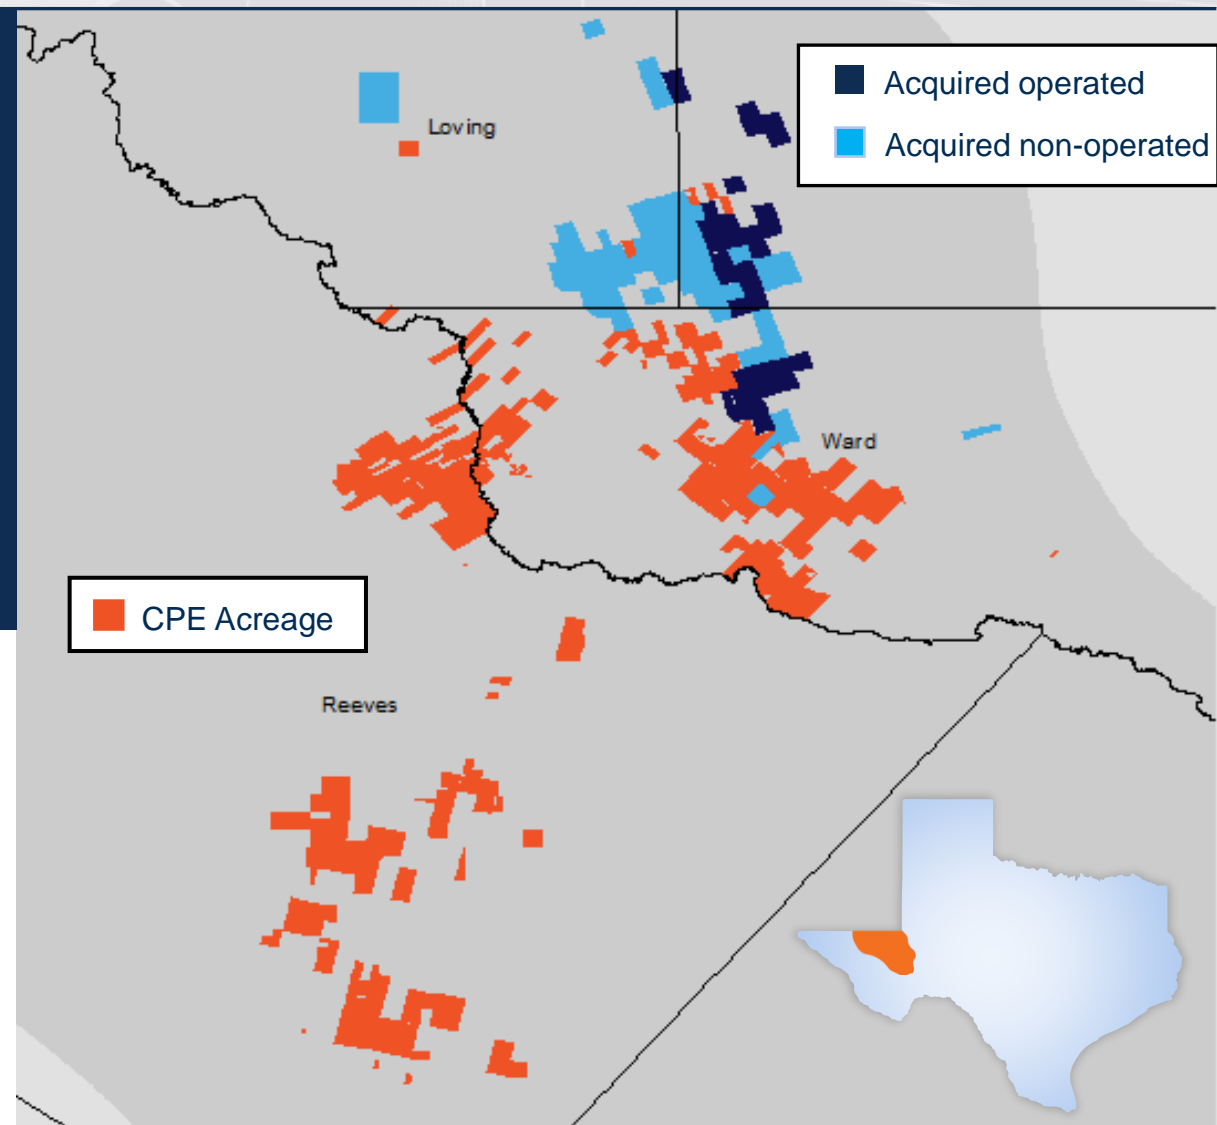 Acquired operated
Loving
Acquired non-operated
Ward
CPE Acreage
Reeves